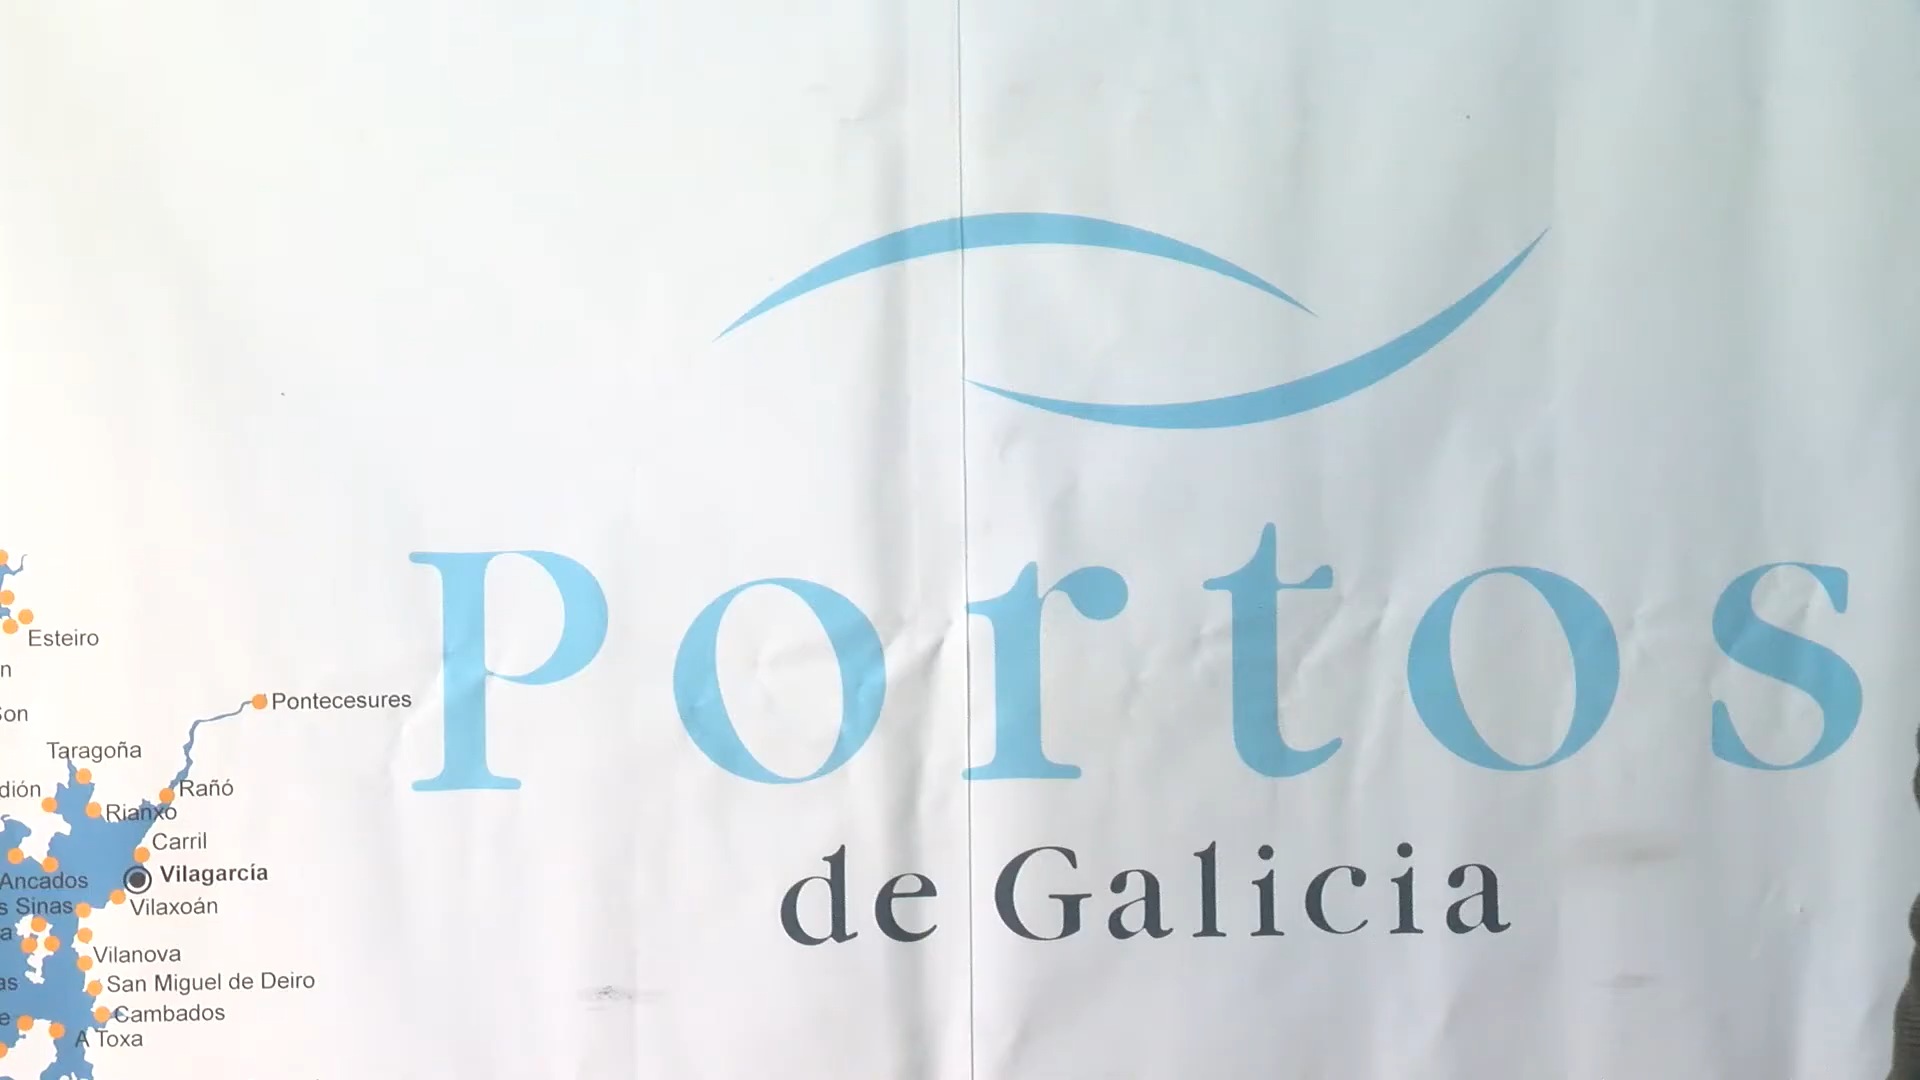 Portos
de Galicia
Esteiro
Pontecesures
Taragoña
Rañó
Rianxo
Carril
Ancados
Vilagarcía
Sinas
Vilaxoán
Vilanova
San Miguel de Deiro
Cambados
A Toxa